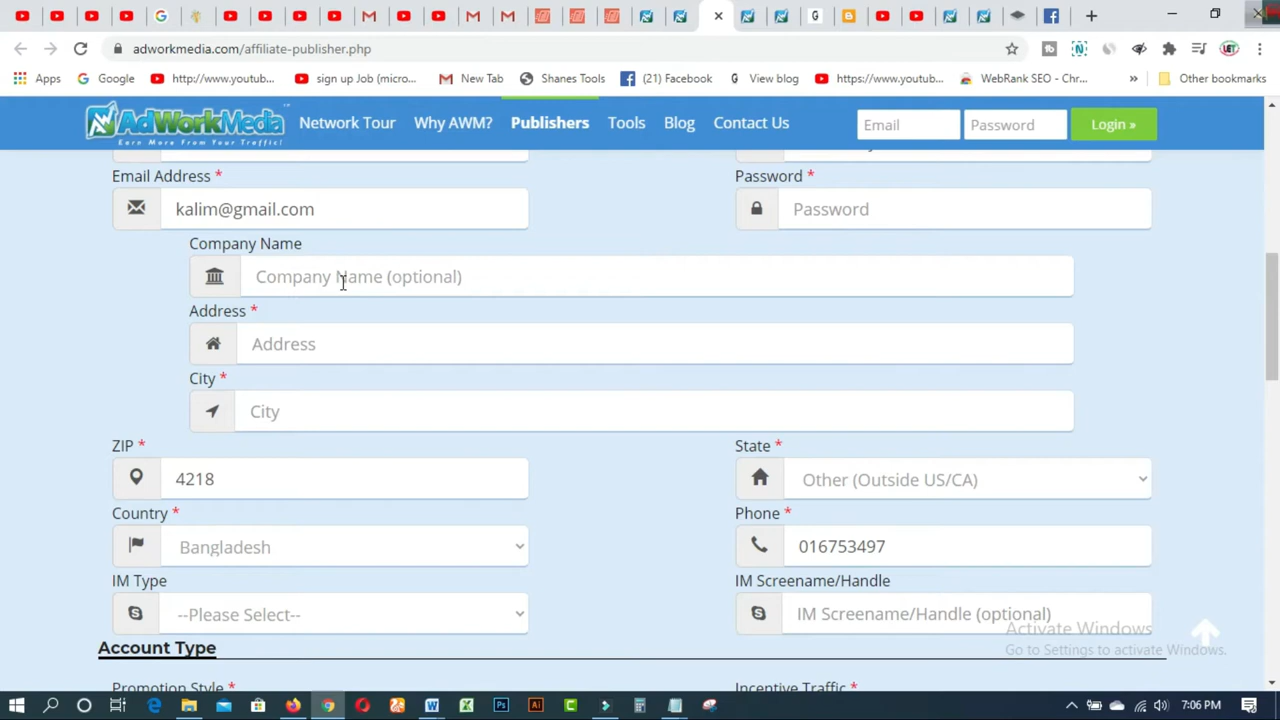 adworkmedia.com/affiliate-publisher.php
Apps
Google
http://www.youtub...
sign up Job (micro...
New Tab
Shanes Tools
(21) Facebook
View blog
https://www.youtub...
WebRank SEO - Chr...
»
Other bookmarks
AdWorkMedia
Earn More From Your Traffic!
Network Tour
Why AWM?
Publishers
Tools
Blog
Contact Us
Email
Password
Login »
Email Address *
Password *
kalim@gmail.com
Password
Company Name
Company Name (optional)
Address *
Address
City *
City
ZIP *
State *
4218
Other (Outside US/CA)
Country *
Phone *
Bangladesh
016753497
IM Type
IM Screename/Handle
--Please Select--
IM Screename/Handle (optional)
Activate Windows
Go to Settings to activate Windows.
Account Type
Promotion Style *
Incentive Traffic *
7:06 PM